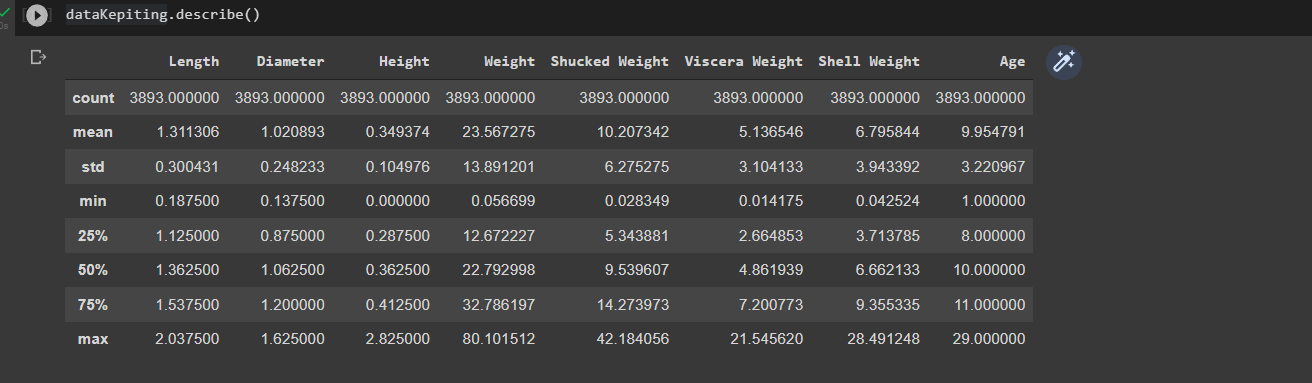 dataKepiting.describe()
Length Diameter Height Weight Shucked Weight Viscera Weight Shell Weight Age
count 3893.000000 3893.000000 3893.000000 3893.000000 3893.000000 3893.000000 3893.000000 3893.000000
mean 1.311306 1.020893 0.349374 23.567275 10.207342 5.136546 6.795844 9.954791
std 0.300431 0.248233 0.104976 13.891201 6.275275 3.104133 3.943392 3.220967
min 0.187500 0.137500 0.000000 0.056699 0.028349 0.014175 0.042524 1.000000
25% 1.125000 0.875000 0.287500 12.672227 5.343881 2.664853 3.713785 8.000000
50% 1.362500 1.062500 0.362500 22.792998 9.539607 4.861939 6.662133 10.000000
75% 1.537500 1.200000 0.412500 32.786197 14.273973 7.200773 9.355335 11.000000
max 2.037500 1.625000 2.825000 80.101512 42.184056 21.545620 28.491248 29.000000